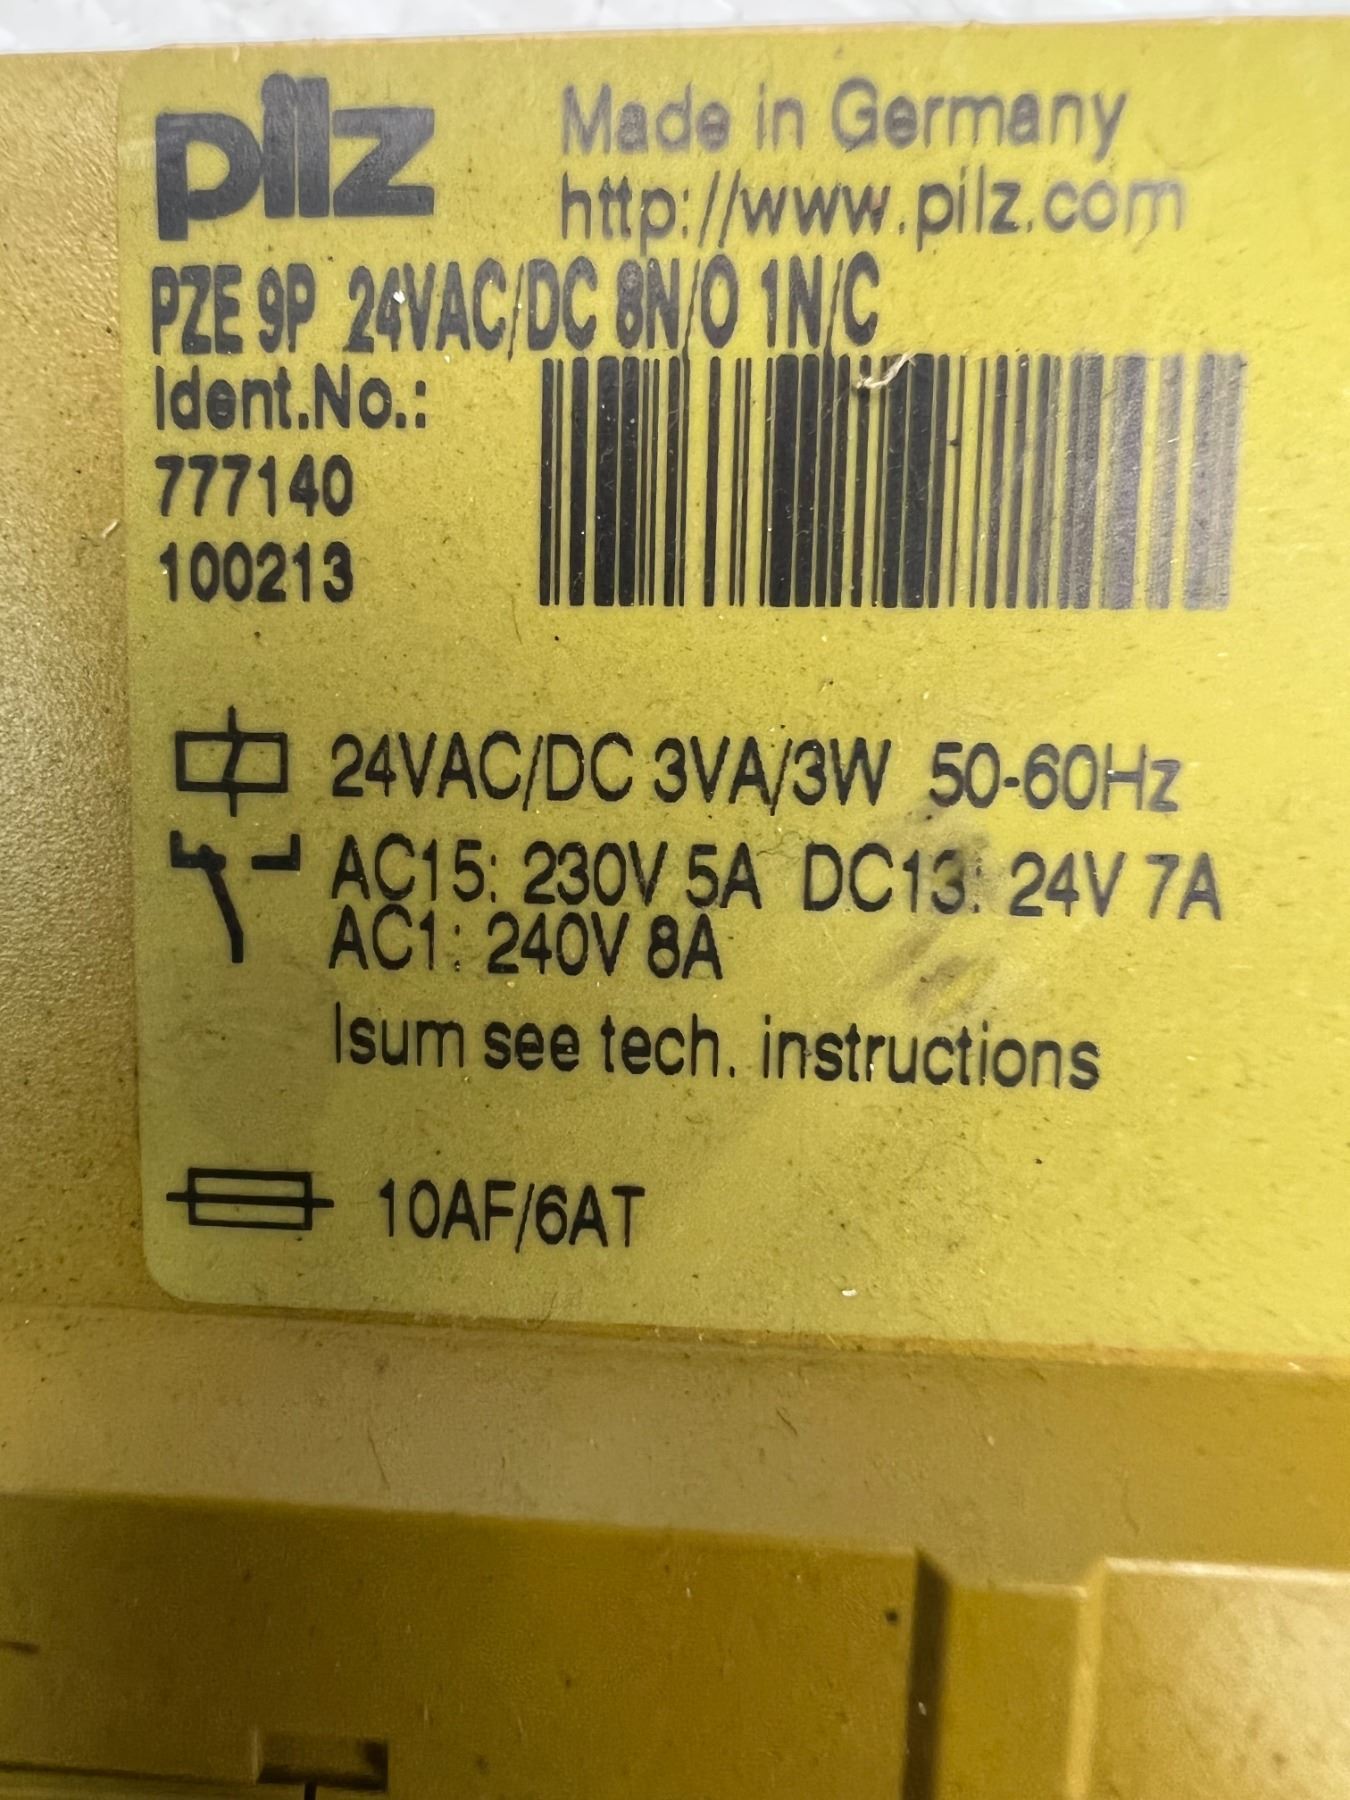 pilz
Made in Germany
http://www.pilz.com
PZE 9P 24VAC/DC 8N/O 1N/C
Ident.No.:
777140
100213
24VAC/DC 3VA/3W 50-60Hz
AC15: 230V 5A DC13: 24V 7A
AC1: 240V 8A
Isum see tech. instructions
10AF/6AT